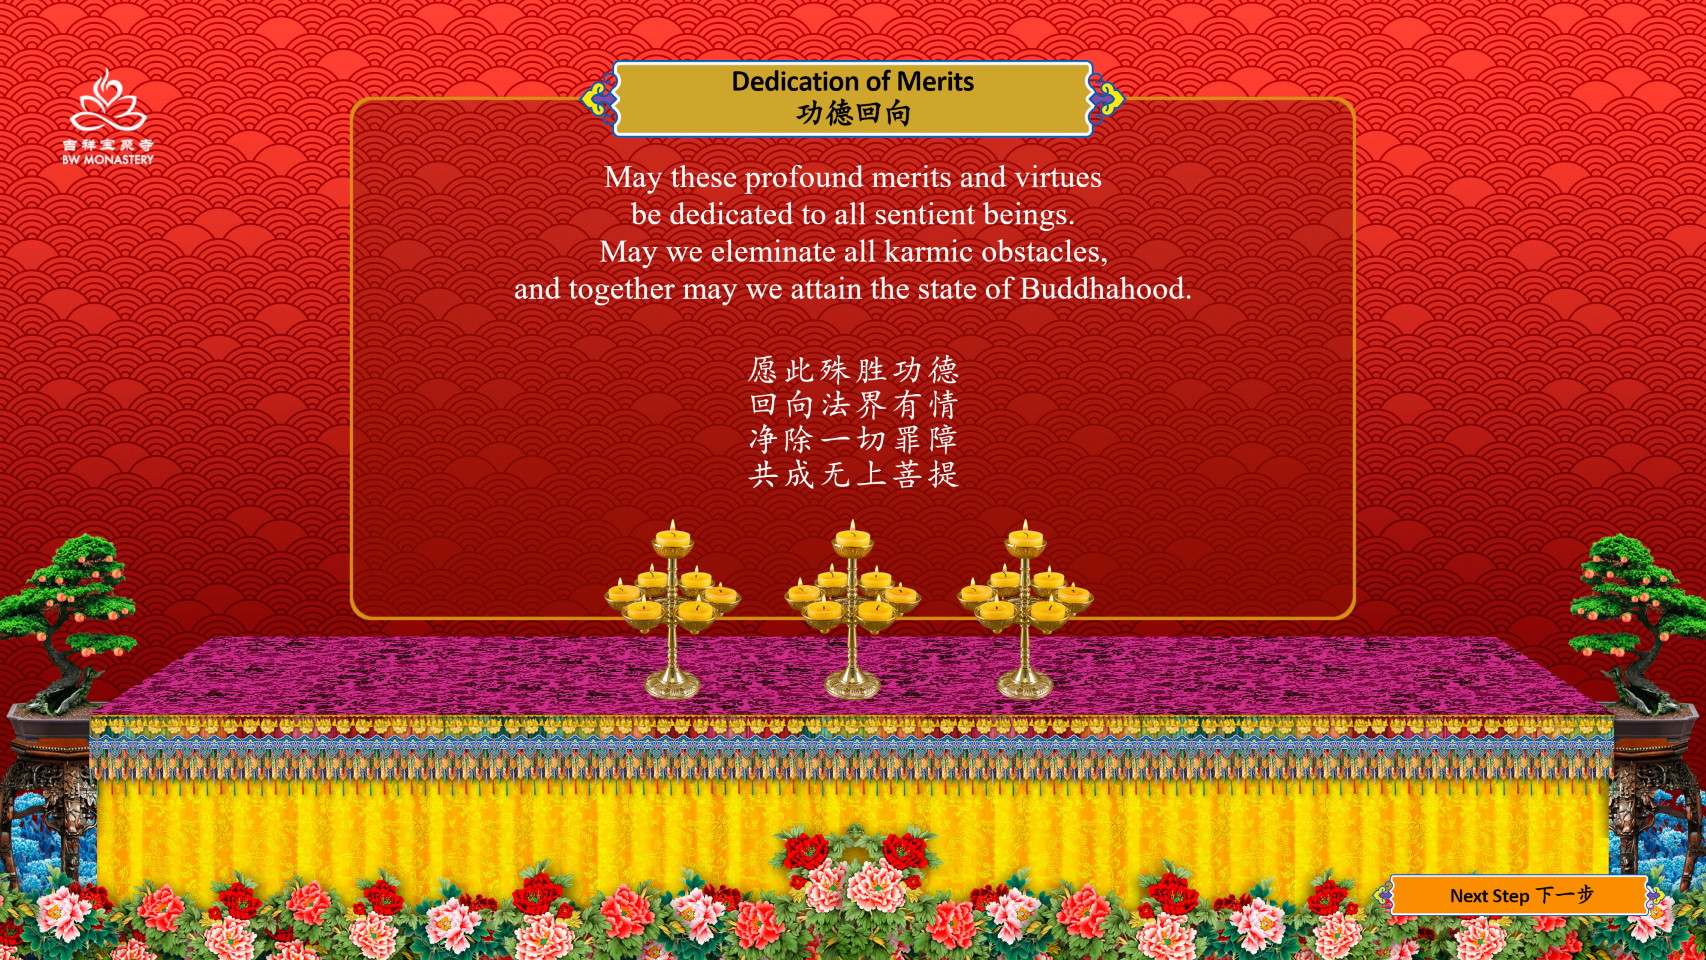 吉祥宝聚寺
BW MONASTERY
Dedication of Merits
功德回向
May these profound merits and virtues
be dedicated to all sentient beings.
May we eleminate all karmic obstacles,
and together may we attain the state of Buddhahood.
愿此殊胜功德
回向法界有情
净除一切罪障
共成无上菩提
Next Step 下一步